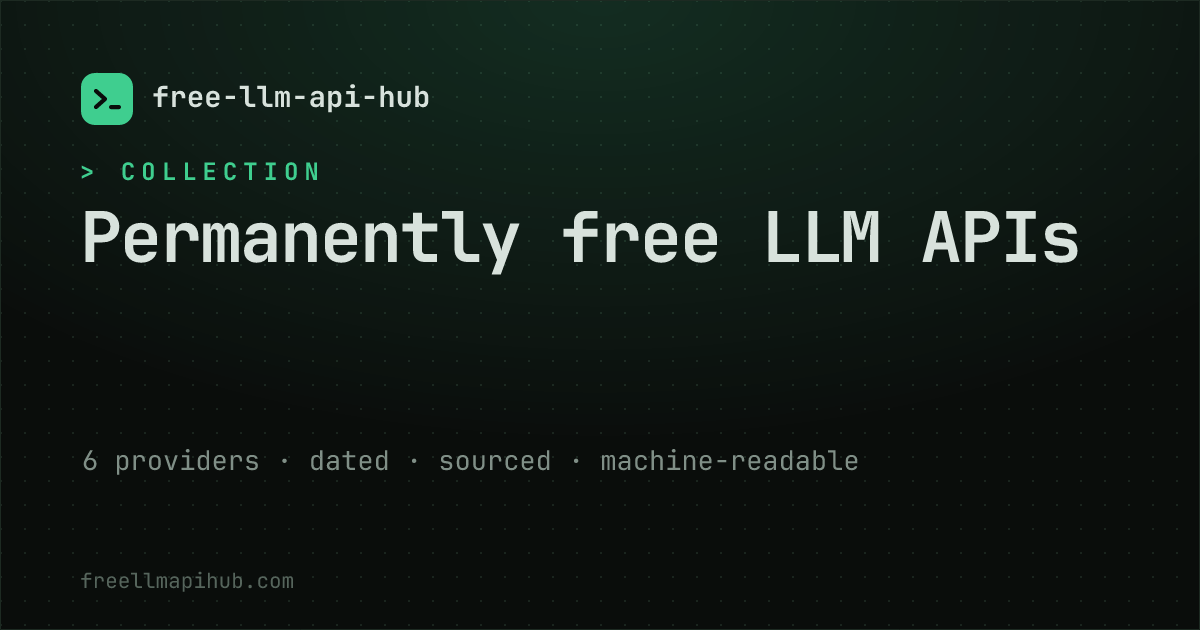 free-llm-api-hub
> COLLECTION
Permanently free LLM APIs
6 providers · dated · sourced · machine-readable
freellmapihub.com